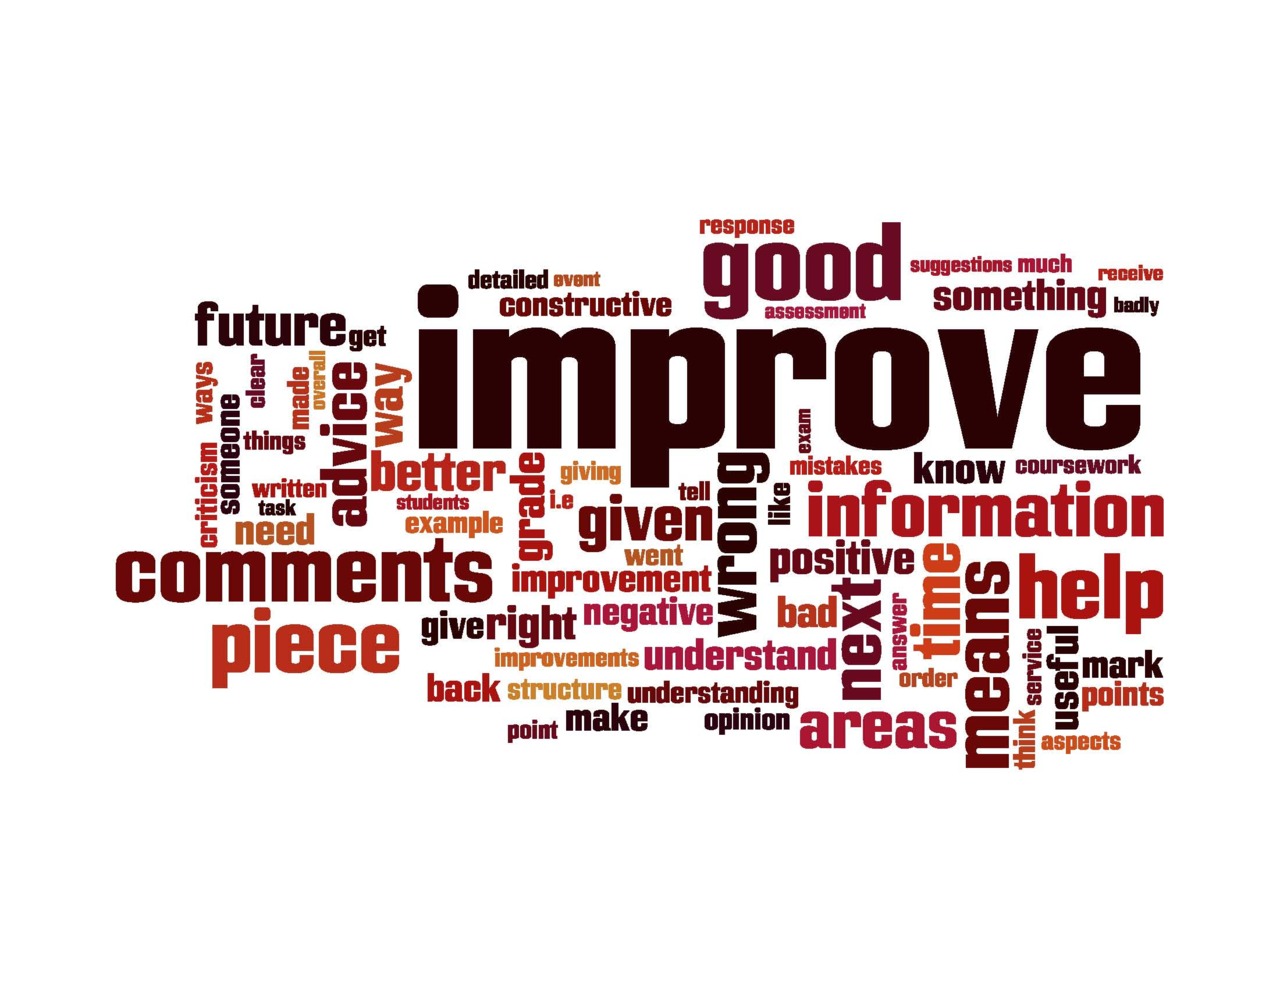 response
good
suggestions
much
receive
detailed
event
constructive
assessment
something
badly
future
get
improve
ways
clear
made
overall
advice
way
someone
things
criticism
written
task
need
better
students
example
grade
giving
i.e
tell
given
went
wrong
like
exam
mistakes
know
coursework
information
comments
improvement
positive
time
means
help
piece
give
right
negative
bad
next
answer
improvements
understand
order
service
useful
mark
points
back
structure
understanding
point
make
opinion
areas
think
aspects